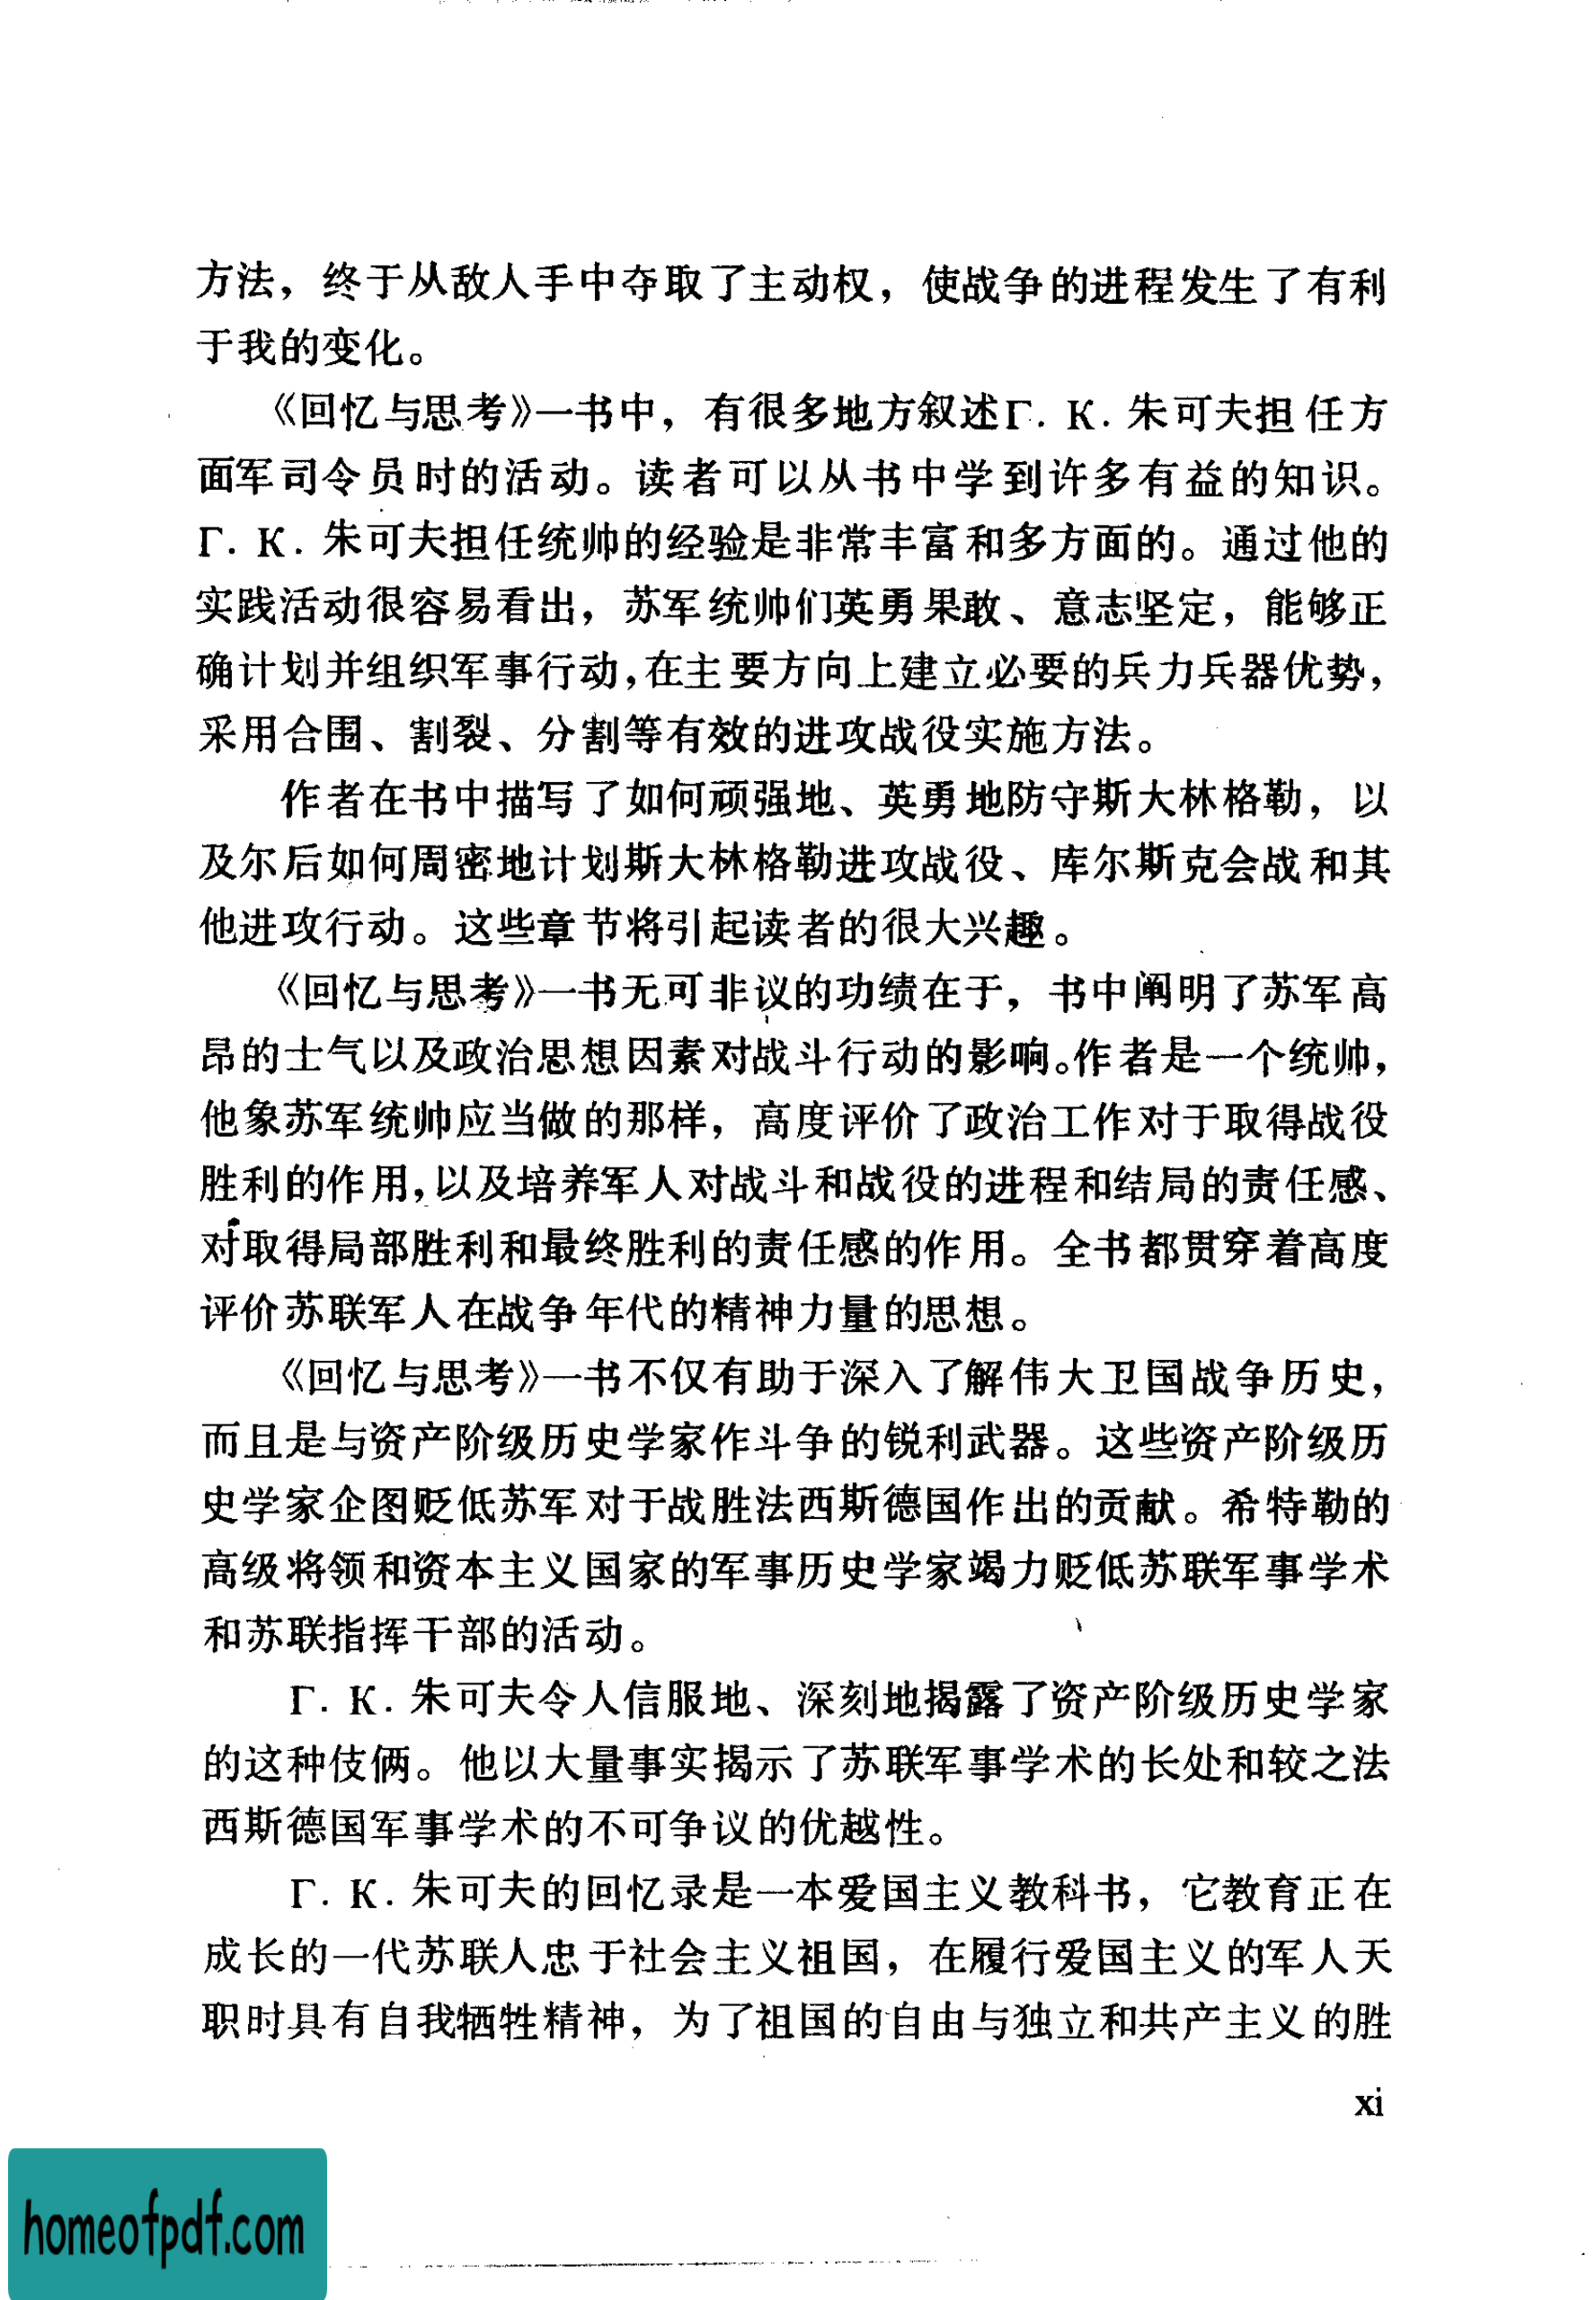 方法，终于从敌人手中夺取了主动权，使战争的进程发生了有利
于我的变化。
《回忆与思考》一书中，有很多地方叙述Г. К. 朱可夫担任方
面军司令员时的活动。读者可以从书中学到许多有益的知识。
Г. К. 朱可夫担任统帅的经验是非常丰富和多方面的。通过他的
实践活动很容易看出，苏军统帅们英勇果敢、意志坚定，能够正
确计划并组织军事行动，在主要方向上建立必要的兵力兵器优势，
采用合围、割裂、分割等有效的进攻战役实施方法。
作者在书中描写了如何顽强地、英勇地防守斯大林格勒，以
及尔后如何周密地计划斯大林格勒进攻战役、库尔斯克会战和其
他进攻行动。这些章节将引起读者的很大兴趣。
《回忆与思考》一书无可非议的功绩在于，书中阐明了苏军高
昂的士气以及政治思想因素对战斗行动的影响。作者是一个统帅，
他象苏军统帅应当做的那样，高度评价了政治工作对于取得战役
胜利的作用，以及培养军人对战斗和战役的进程和结局的责任感、
对取得局部胜利和最终胜利的责任感的作用。全书都贯穿着高度
评价苏联军人在战争年代的精神力量的思想。
《回忆与思考》一书不仅有助于深入了解伟大卫国战争历史，
而且是与资产阶级历史学家作斗争的锐利武器。这些资产阶级历
史学家企图贬低苏军对于战胜法西斯德国作出的贡献。希特勒的
高级将领和资本主义国家的军事历史学家竭力贬低苏联军事学术
和苏联指挥干部的活动。
Г. К. 朱可夫令人信服地、深刻地揭露了资产阶级历史学家
的这种伎俩。他以大量事实揭示了苏联军事学术的长处和较之法
西斯德国军事学术的不可争议的优越性。
Г. К. 朱可夫的回忆录是一本爱国主义教科书，它教育正在
成长的一代苏联人忠于社会主义祖国，在履行爱国主义的军人天
职时具有自我牺牲精神，为了祖国的自由与独立和共产主义的胜
xi
homeofpdf.com